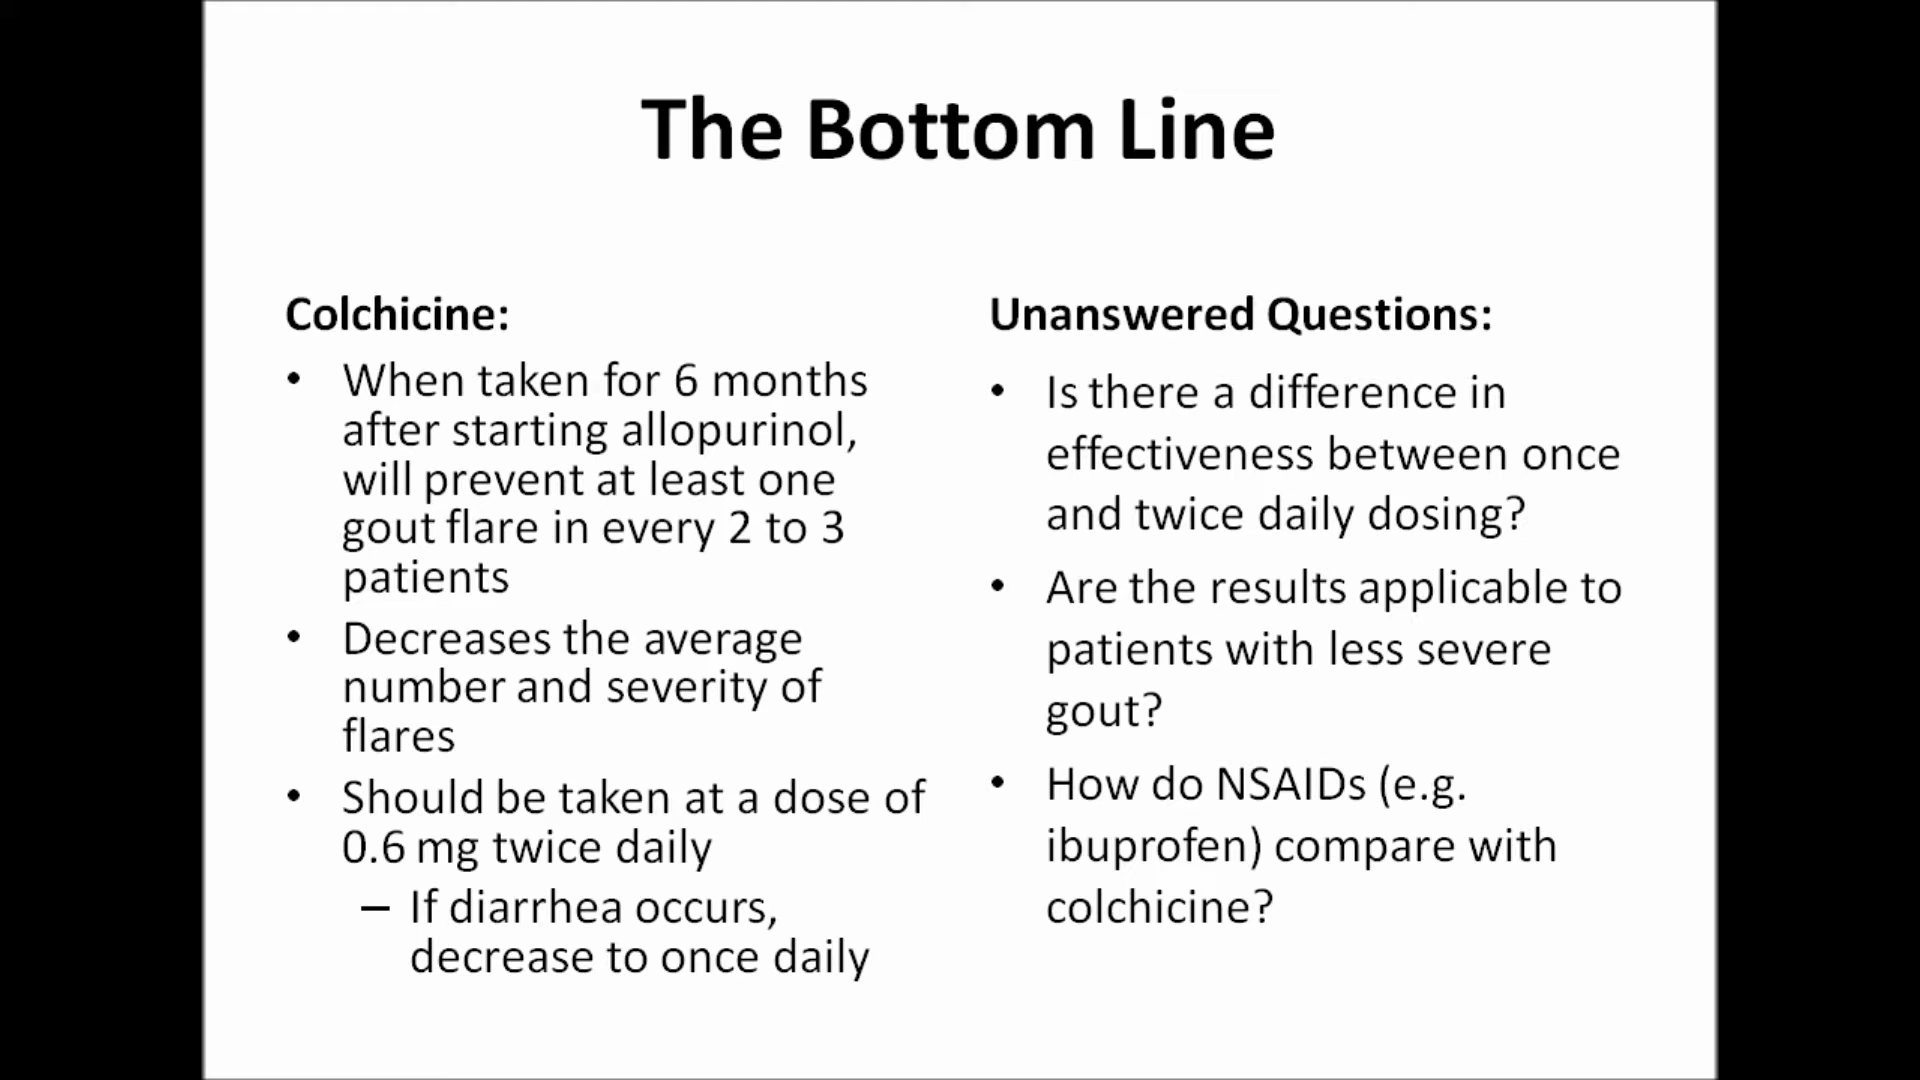 The Bottom Line
Colchicine:
• When taken for 6 months
after starting allopurinol,
will prevent at least one
gout flare in every 2 to 3
patients
• Decreases the average
number and severity of
flares
• Should be taken at a dose of
0.6 mg twice daily
– If diarrhea occurs,
decrease to once daily
Unanswered Questions:
• Is there a difference in
effectiveness between once
and twice daily dosing?
• Are the results applicable to
patients with less severe
gout?
• How do NSAIDs (e.g.
ibuprofen) compare with
colchicine?